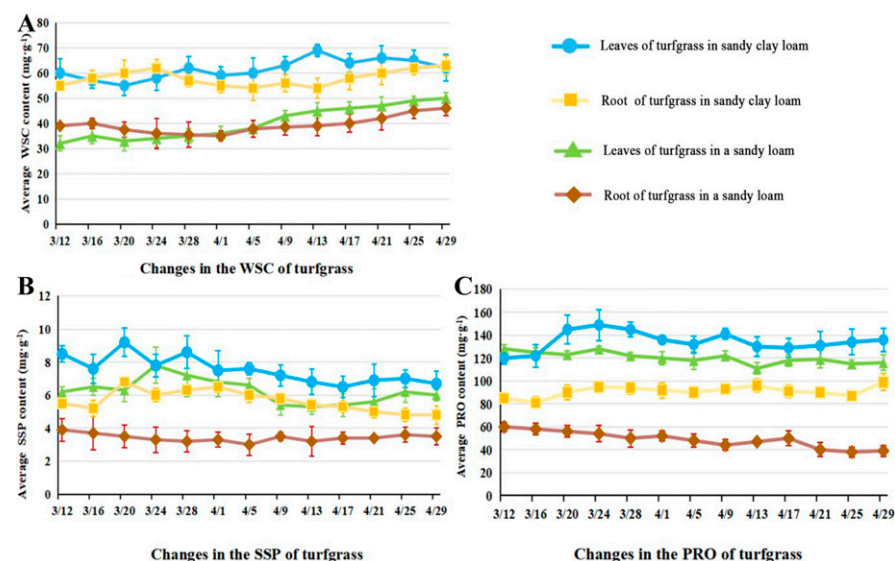 A
Average WSC content (mg·g⁻¹)
80
70
60
50
40
30
20
10
0
3/12 3/16 3/20 3/24 3/28 4/1 4/5 4/9 4/13 4/17 4/21 4/25 4/29
Changes in the WSC of turfgrass
Leaves of turfgrass in sandy clay loam
Root of turfgrass in sandy clay loam
Leaves of turfgrass in a sandy loam
Root of turfgrass in a sandy loam
B
Average SSP content (mg·g⁻¹)
12
10
8
6
4
2
0
3/12 3/16 3/20 3/24 3/28 4/1 4/5 4/9 4/13 4/17 4/21 4/25 4/29
Changes in the SSP of turfgrass
C
Average PRO content (mg·g⁻¹)
180
160
140
120
100
80
60
40
20
0
3/12 3/16 3/20 3/24 3/28 4/1 4/5 4/9 4/13 4/17 4/21 4/25 4/29
Changes in the PRO of turfgrass